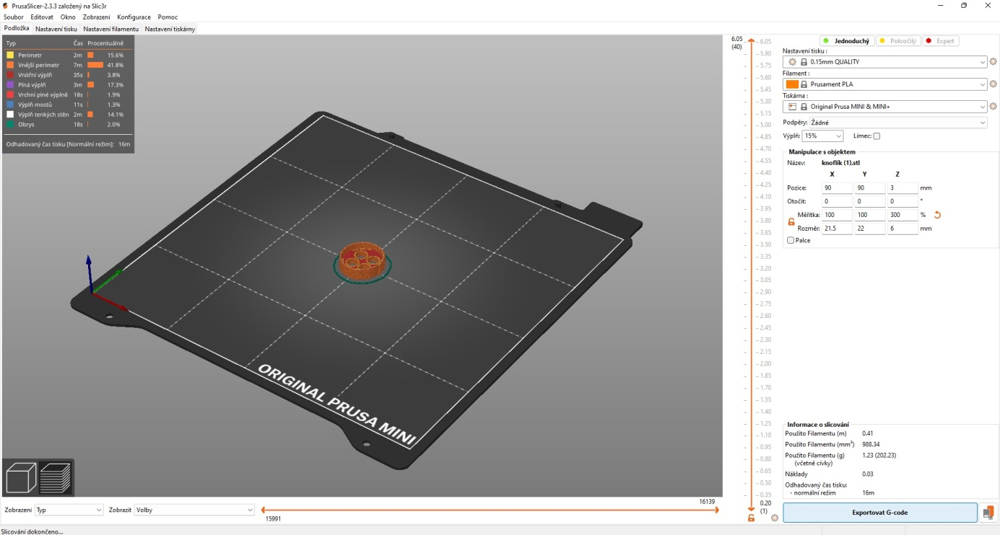 PrusaSlicer-2.3.3 založený na Slic3r
Soubor Editovat Okno Zobrazení Konfigurace Pomoc
Podložka Nastavení tisku Nastavení filamentu Nastavení tiskárny
Typ Čas Procentuálně
Perimetr 2m 15.6%
Vnější perimetr 7m 41.8%
Vnitřní výplň 35s 3.8%
Plná výplň 3m 17.3%
Vrchní plné výplně 18s 1.9%
Výplň mostů 11s 1.3%
Výplň tenkých stěn 2m 14.1%
Obrys 18s 2.0%
Odhadovaný čas tisku [Normální režim]: 16m
ORIGINAL PRUSA MINI
Zobrazení Typ Zobrazit Volby
15991
16139
6.05
(40)
6.05
5.90
5.75
5.60
5.45
5.30
5.15
5.00
4.85
4.70
4.55
4.40
4.25
4.10
3.95
3.80
3.65
3.50
3.35
3.20
3.05
2.90
2.75
2.60
2.45
2.30
2.15
2.00
1.85
1.70
1.55
1.40
1.25
1.10
0.95
0.80
0.65
0.50
0.35
0.20
(1)
Jednoduchý Pokročilý Expert
Nastavení tisku :
0.15mm QUALITY
Filament :
Prusament PLA
Tiskárna :
Original Prusa MINI & MINI+
Podpěry: Žádné
Výplň: 15% Límec:
Manipulace s objektem
Název: knoflík (1).stl
X Y Z
Pozice: 90 90 3 mm
Otočit: 0 0 0 °
Měřítka: 100 100 300 %
Rozměr: 21.5 22 6 mm
Palce
Informace o slicování
Použito Filamentu (m) 0.41
Použito Filamentu (mm³) 988.34
Použito Filamentu (g) 1.23 (202.23)
(včetně cívky)
Náklady 0.03
Odhadovaný čas tisku:
- normální režim 16m
Exportovat G-code
Slicování dokončeno...